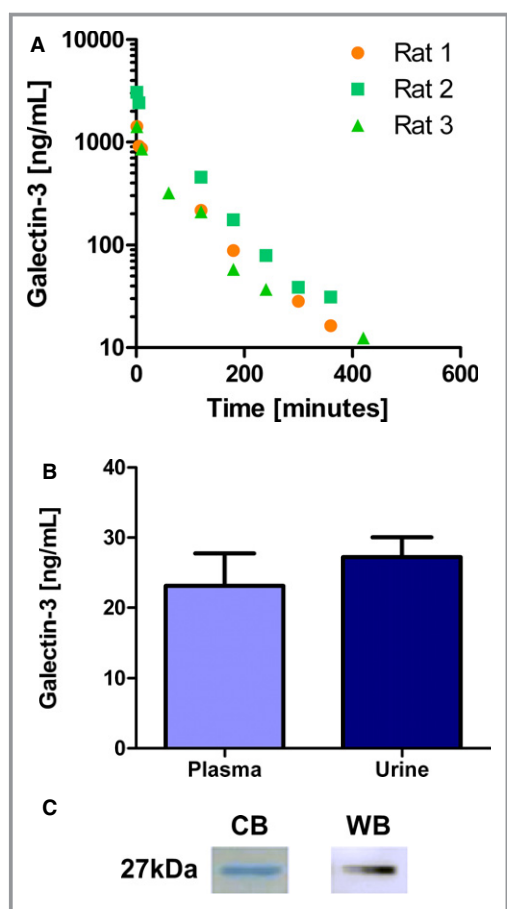 A
Galectin-3 [ng/mL]
10000
1000
100
10
Rat 1
Rat 2
Rat 3
0
200
400
600
Time [minutes]
B
Galectin-3 [ng/mL]
40
30
20
10
0
Plasma
Urine
C
CB
WB
27kDa